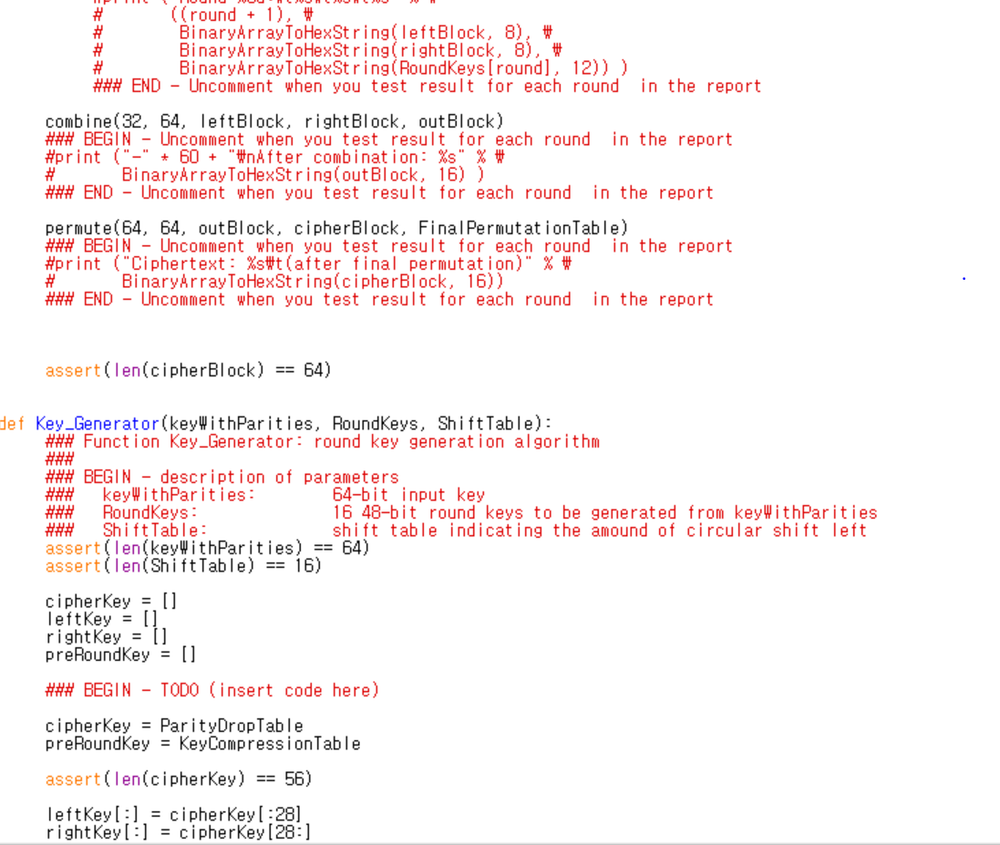 #        ((round + 1), ₩
#         BinaryArrayToHexString(leftBlock, 8), ₩
#         BinaryArrayToHexString(rightBlock, 8), ₩
#         BinaryArrayToHexString(RoundKeys[round], 12)) )
### END - Uncomment when you test result for each round  in the report
combine(32, 64, leftBlock, rightBlock, outBlock)
### BEGIN - Uncomment when you test result for each round  in the report
#print ("-" * 60 + "₩nAfter combination: %s" % ₩
#       BinaryArrayToHexString(outBlock, 16) )
### END - Uncomment when you test result for each round  in the report
permute(64, 64, outBlock, cipherBlock, FinalPermutationTable)
### BEGIN - Uncomment when you test result for each round  in the report
#print ("Ciphertext: %s₩t(after final permutation)" % ₩
#       BinaryArrayToHexString(cipherBlock, 16))
### END - Uncomment when you test result for each round  in the report
assert(len(cipherBlock) == 64)
def Key_Generator(keyWithParities, RoundKeys, ShiftTable):
### Function Key_Generator: round key generation algorithm
###
### BEGIN - description of parameters
###   keyWithParities:        64-bit input key
###   RoundKeys:              16 48-bit round keys to be generated from keyWithParities
###   ShiftTable:             shift table indicating the amound of circular shift left
assert(len(keyWithParities) == 64)
assert(len(ShiftTable) == 16)
cipherKey = []
leftKey = []
rightKey = []
preRoundKey = []
### BEGIN - TODO (insert code here)
cipherKey = ParityDropTable
preRoundKey = KeyCompressionTable
assert(len(cipherKey) == 56)
leftKey[:] = cipherKey[:28]
rightKey[:] = cipherKey[28:]